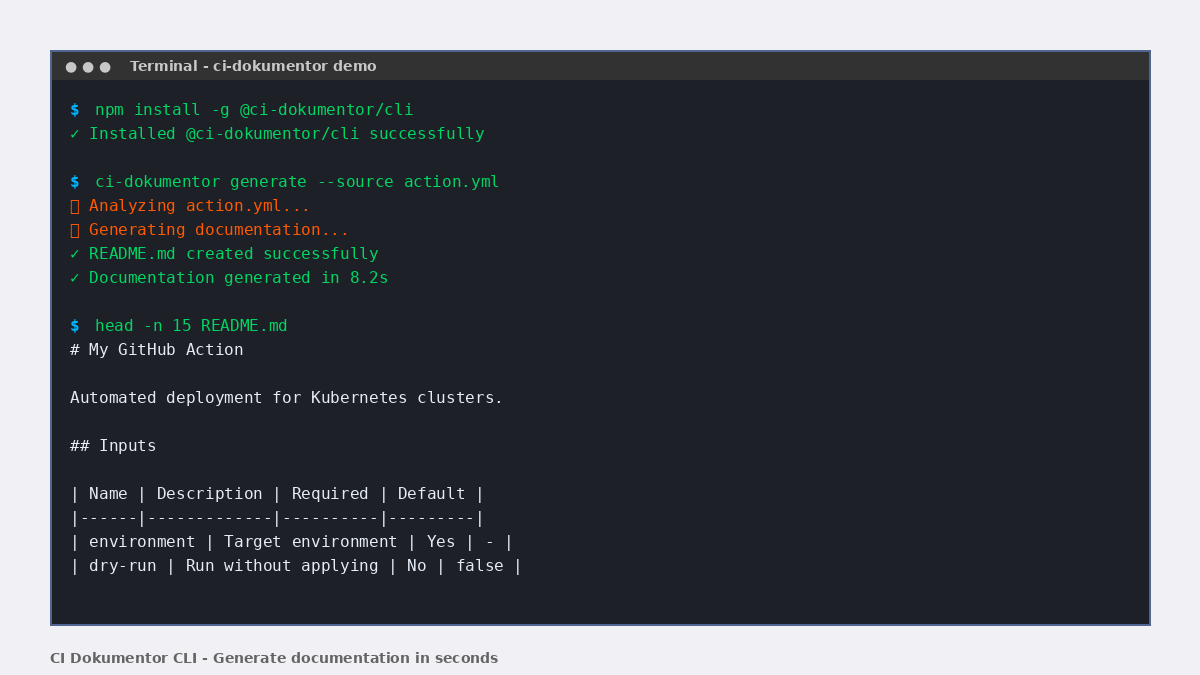 Terminal - ci-dokumentor demo
$ npm install -g @ci-dokumentor/cli
✓ Installed @ci-dokumentor/cli successfully
$ ci-dokumentor generate --source action.yml
Analyzing action.yml...
Generating documentation...
✓ README.md created successfully
✓ Documentation generated in 8.2s
$ head -n 15 README.md
# My GitHub Action
Automated deployment for Kubernetes clusters.
## Inputs
| Name | Description | Required | Default |
|------|-------------|----------|---------|
| environment | Target environment | Yes | - |
| dry-run | Run without applying | No | false |
CI Dokumentor CLI - Generate documentation in seconds